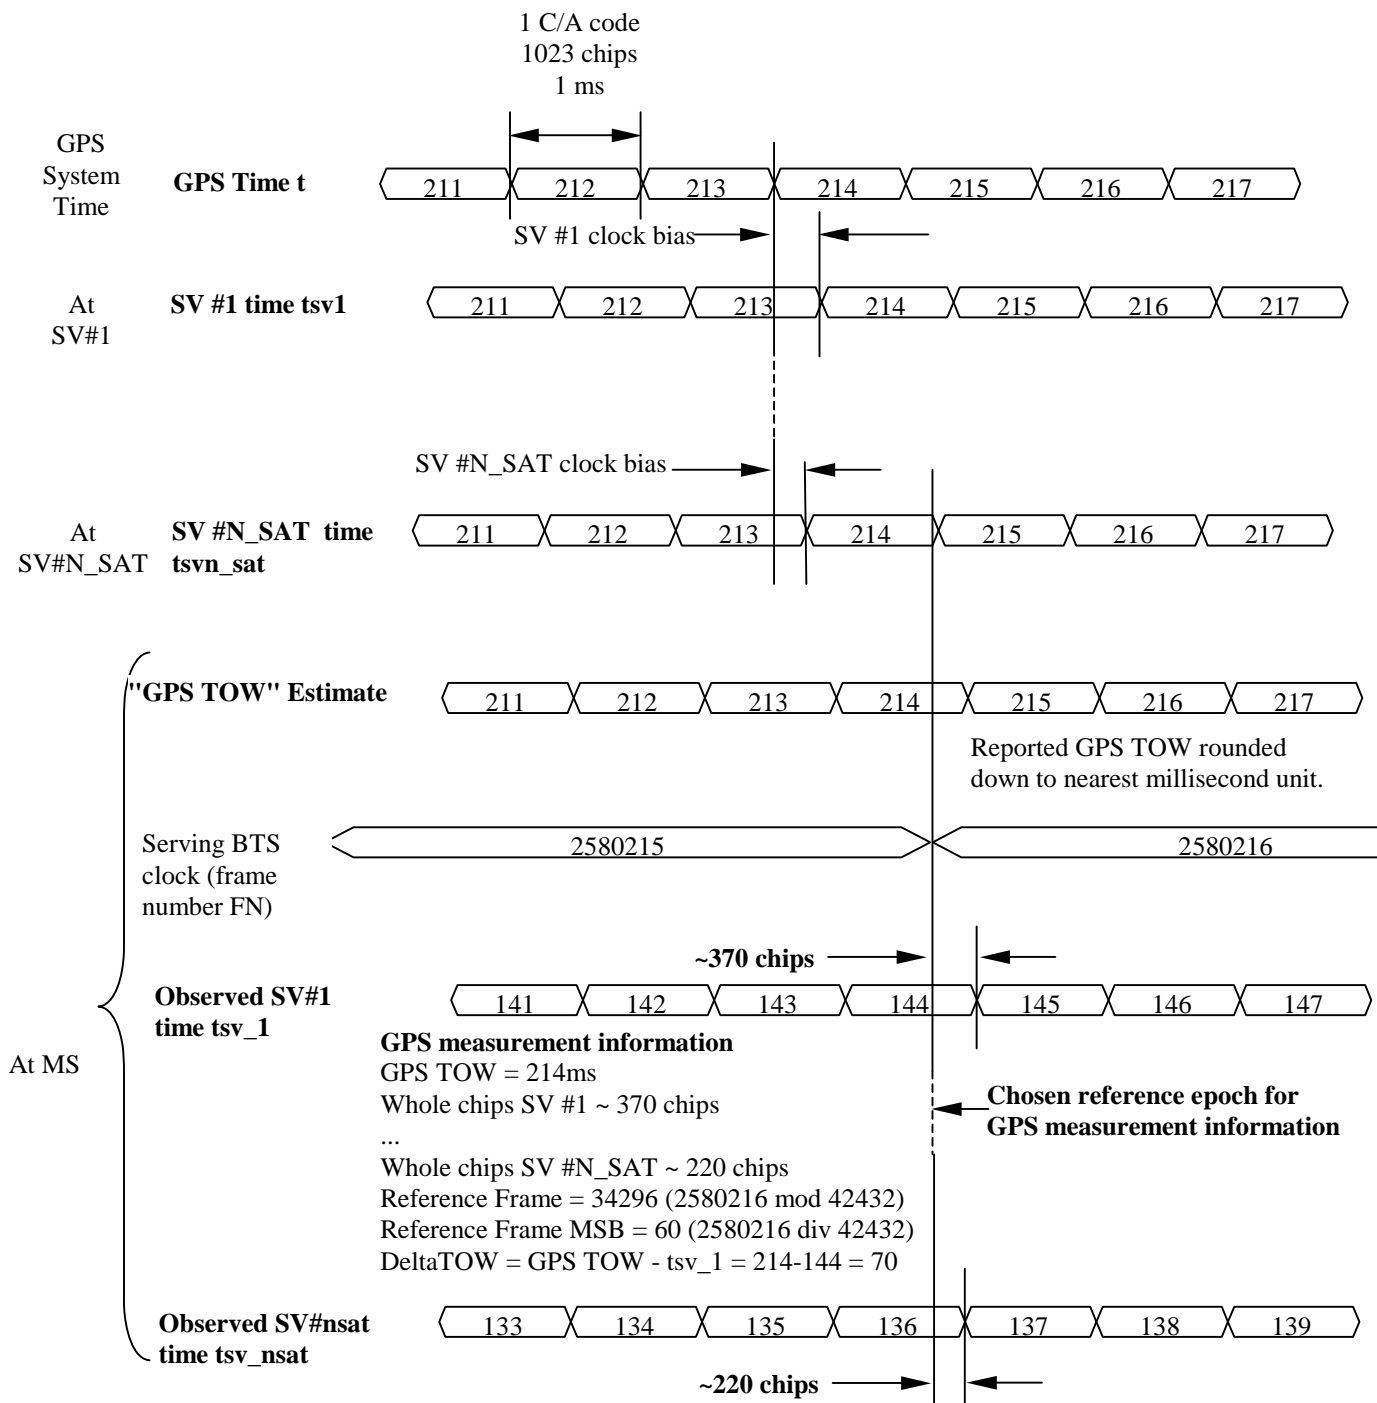 1 C/A code
1023 chips
1 ms
GPS
System
Time
GPS Time t
211 212 213 214 215 216 217
SV #1 clock bias
At
SV#1
SV #1 time tsv1
211 212 213 214 215 216 217
SV #N_SAT clock bias
At
SV#N_SAT
SV #N_SAT time
tsvn_sat
211 212 213 214 215 216 217
"GPS TOW" Estimate
211 212 213 214 215 216 217
Reported GPS TOW rounded
down to nearest millisecond unit.
Serving BTS
clock (frame
number FN)
2580215 2580216
~370 chips
Observed SV#1
time tsv_1
141 142 143 144 145 146 147
At MS
GPS measurement information
GPS TOW = 214ms
Whole chips SV #1 ~ 370 chips
...
Whole chips SV #N_SAT ~ 220 chips
Reference Frame = 34296 (2580216 mod 42432)
Reference Frame MSB = 60 (2580216 div 42432)
DeltaTOW = GPS TOW - tsv_1 = 214-144 = 70
Chosen reference epoch for
GPS measurement information
Observed SV#nsat
time tsv_nsat
133 134 135 136 137 138 139
~220 chips